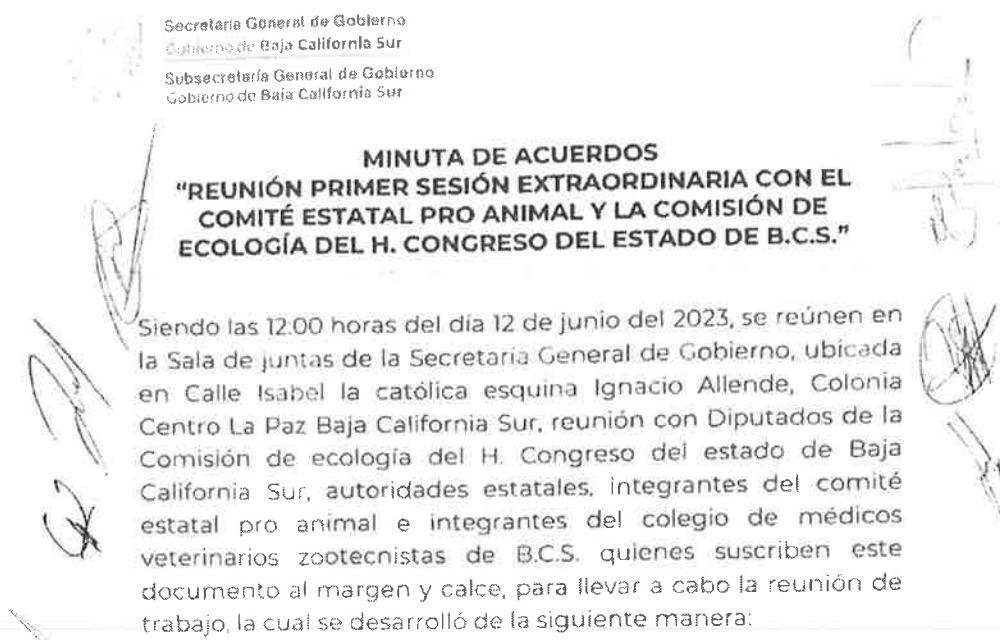 Secretaría General de Gobierno
Gobierno de Baja California Sur
Subsecretaría General de Gobierno
Gobierno de Baja California Sur
MINUTA DE ACUERDOS
“REUNIÓN PRIMER SESIÓN EXTRAORDINARIA CON EL
COMITÉ ESTATAL PRO ANIMAL Y LA COMISIÓN DE
ECOLOGÍA DEL H. CONGRESO DEL ESTADO DE B.C.S.”
Siendo las 12:00 horas del día 12 de junio del 2023, se reúnen en
la Sala de juntas de la Secretaría General de Gobierno, ubicada
en Calle Isabel la católica esquina Ignacio Allende, Colonia
Centro La Paz Baja California Sur, reunión con Diputados de la
Comisión de ecología del H. Congreso del estado de Baja
California Sur, autoridades estatales, integrantes del comité
estatal pro animal e integrantes del colegio de médicos
veterinarios zootecnistas de B.C.S. quienes suscriben este
documento al margen y calce, para llevar a cabo la reunión de
trabajo, la cual se desarrolló de la siguiente manera: